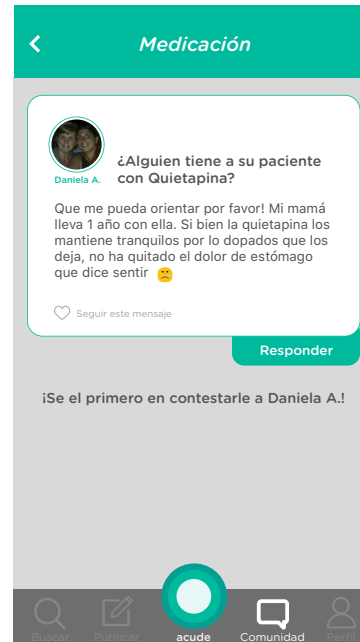 Medicación
¿Alguien tiene a su paciente
con Quietapina?
Daniela A.
Que me pueda orientar por favor! Mi mamá
lleva 1 año con ella. Si bien la quietapina los
mantiene tranquilos por lo dopados que los
deja, no ha quitado el dolor de estómago
que dice sentir
Seguir este mensaje
Responder
¡Se el primero en contestarle a Daniela A.!
Buscar Publicar acude Comunidad Perfil